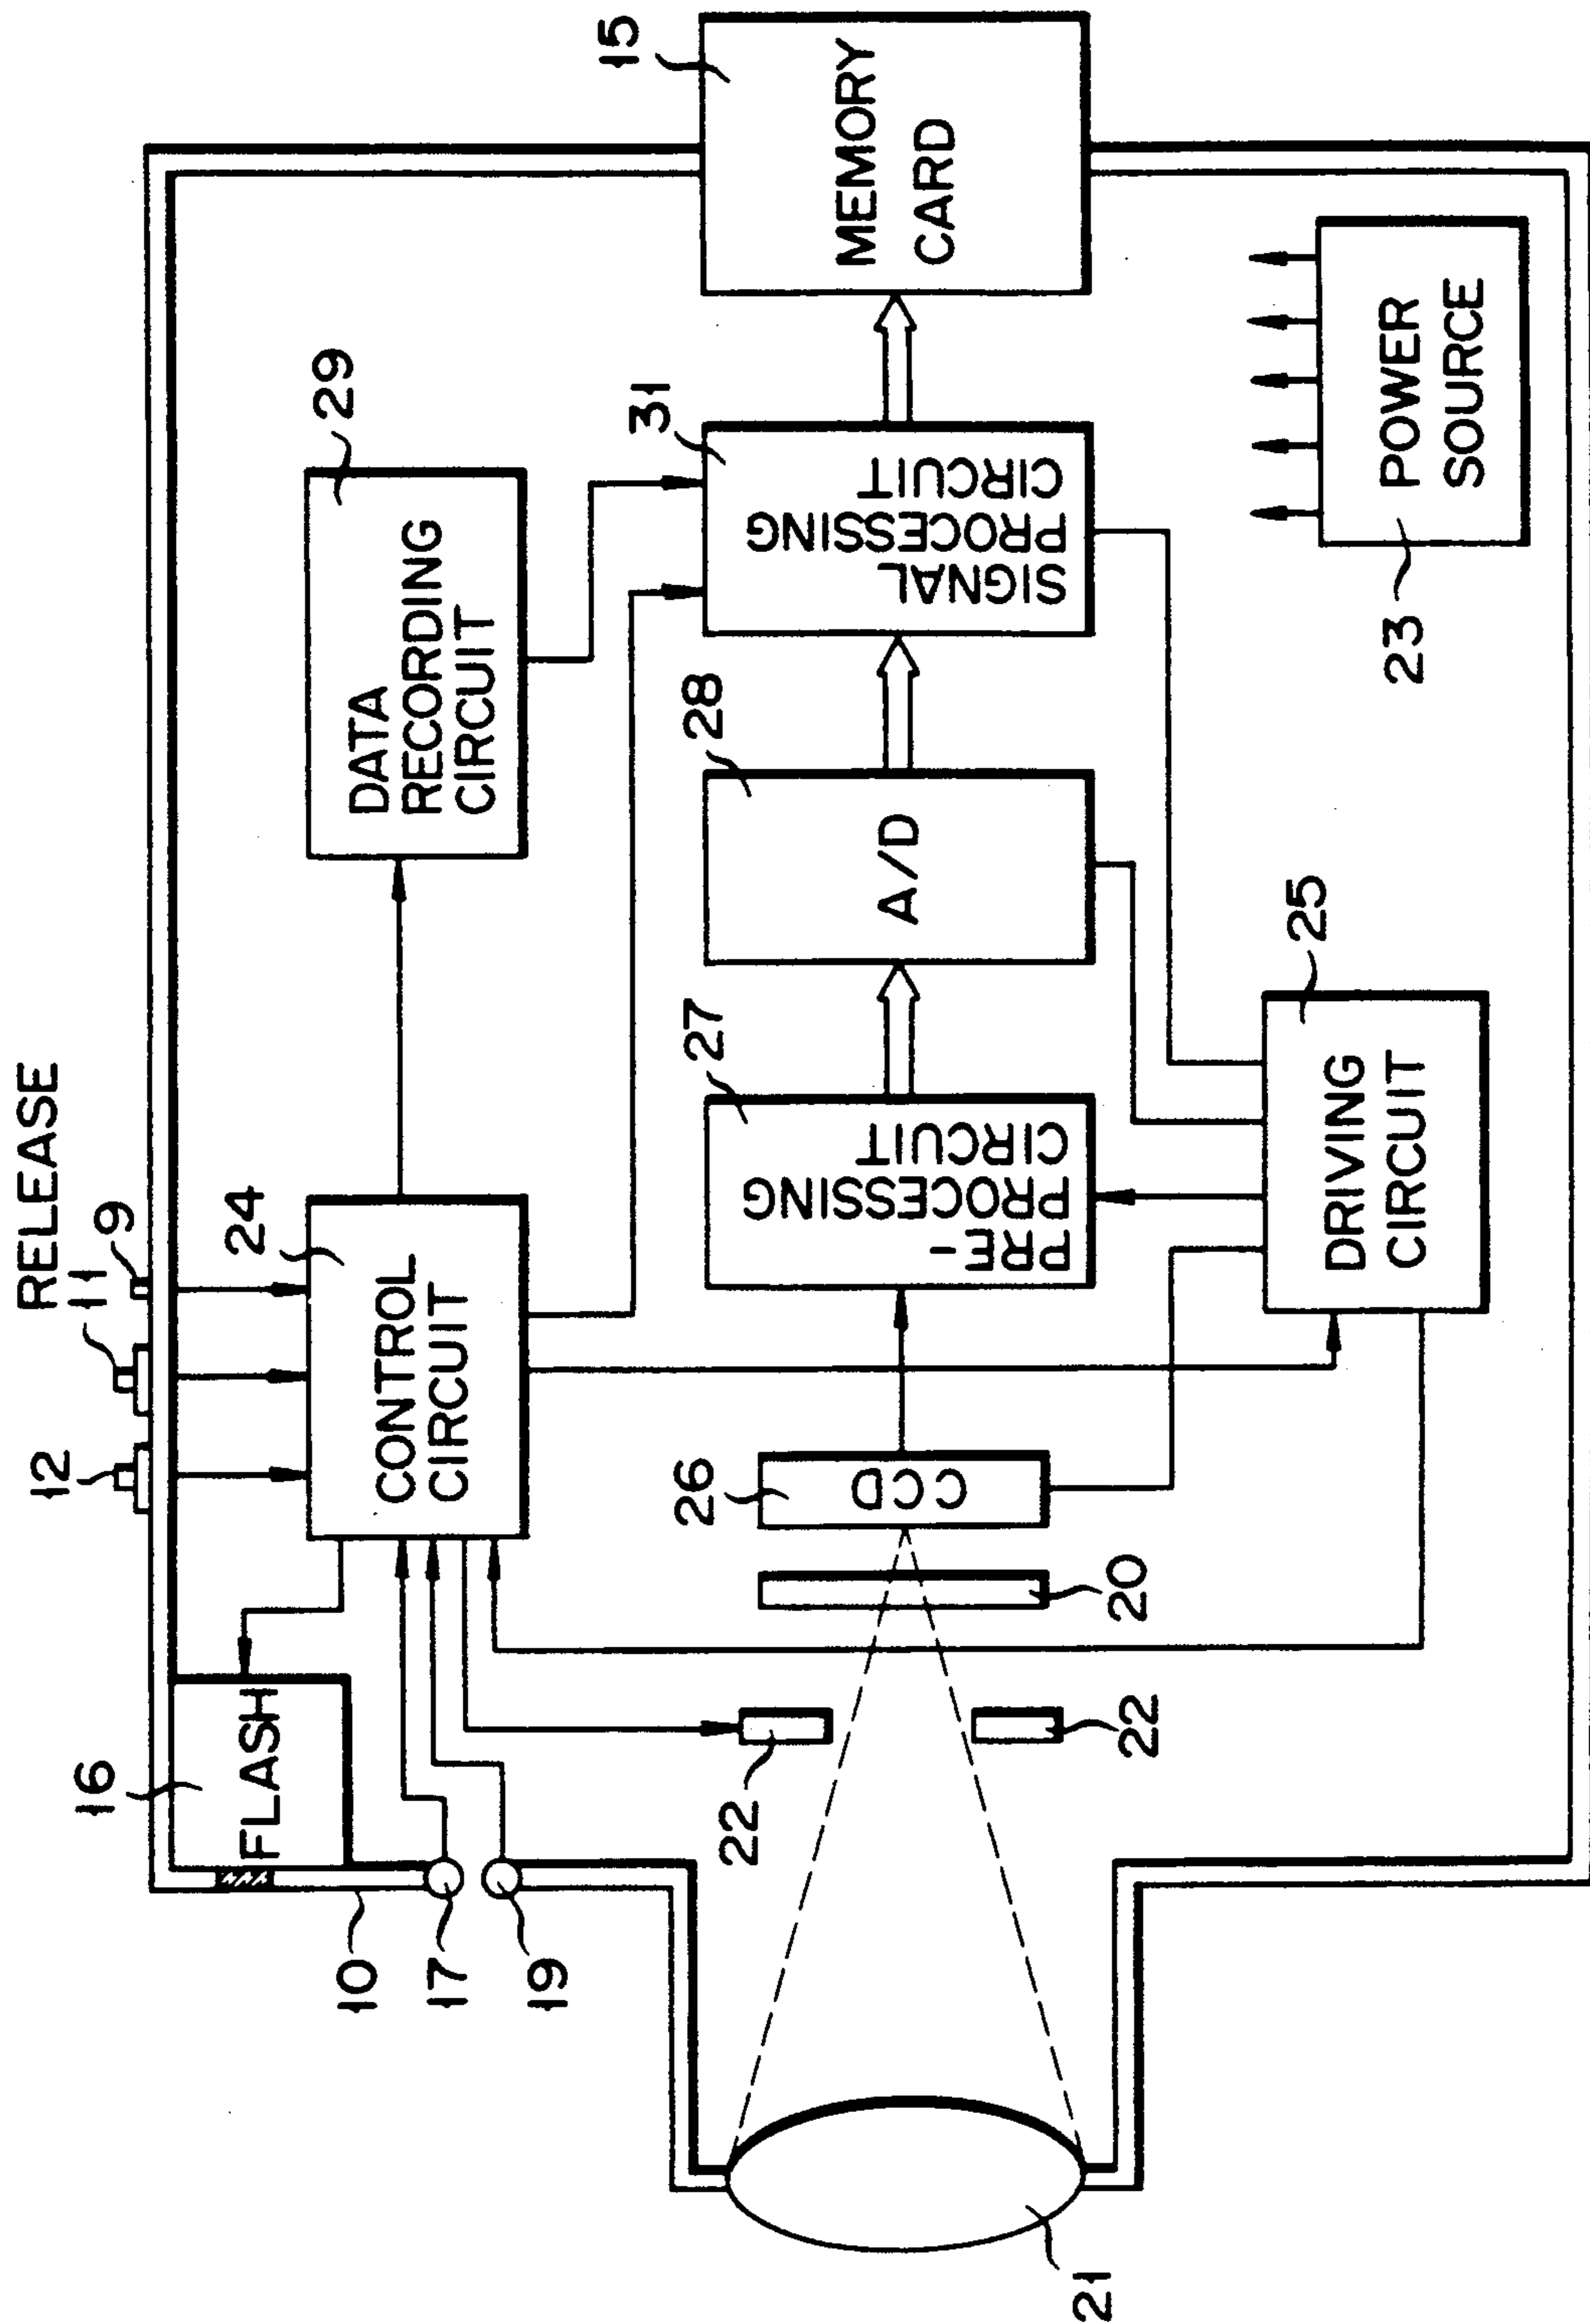 RELEASE
12
11
9
16
FLASH
24
CONTROL
CIRCUIT
29
DATA
RECORDING
CIRCUIT
10
17
19
22
22
20
26
CCD
27
PRE-
PROCESSING
CIRCUIT
28
A/D
31
SIGNAL
PROCESSING
CIRCUIT
15
MEMORY
CARD
21
25
DRIVING
CIRCUIT
23
POWER
SOURCE